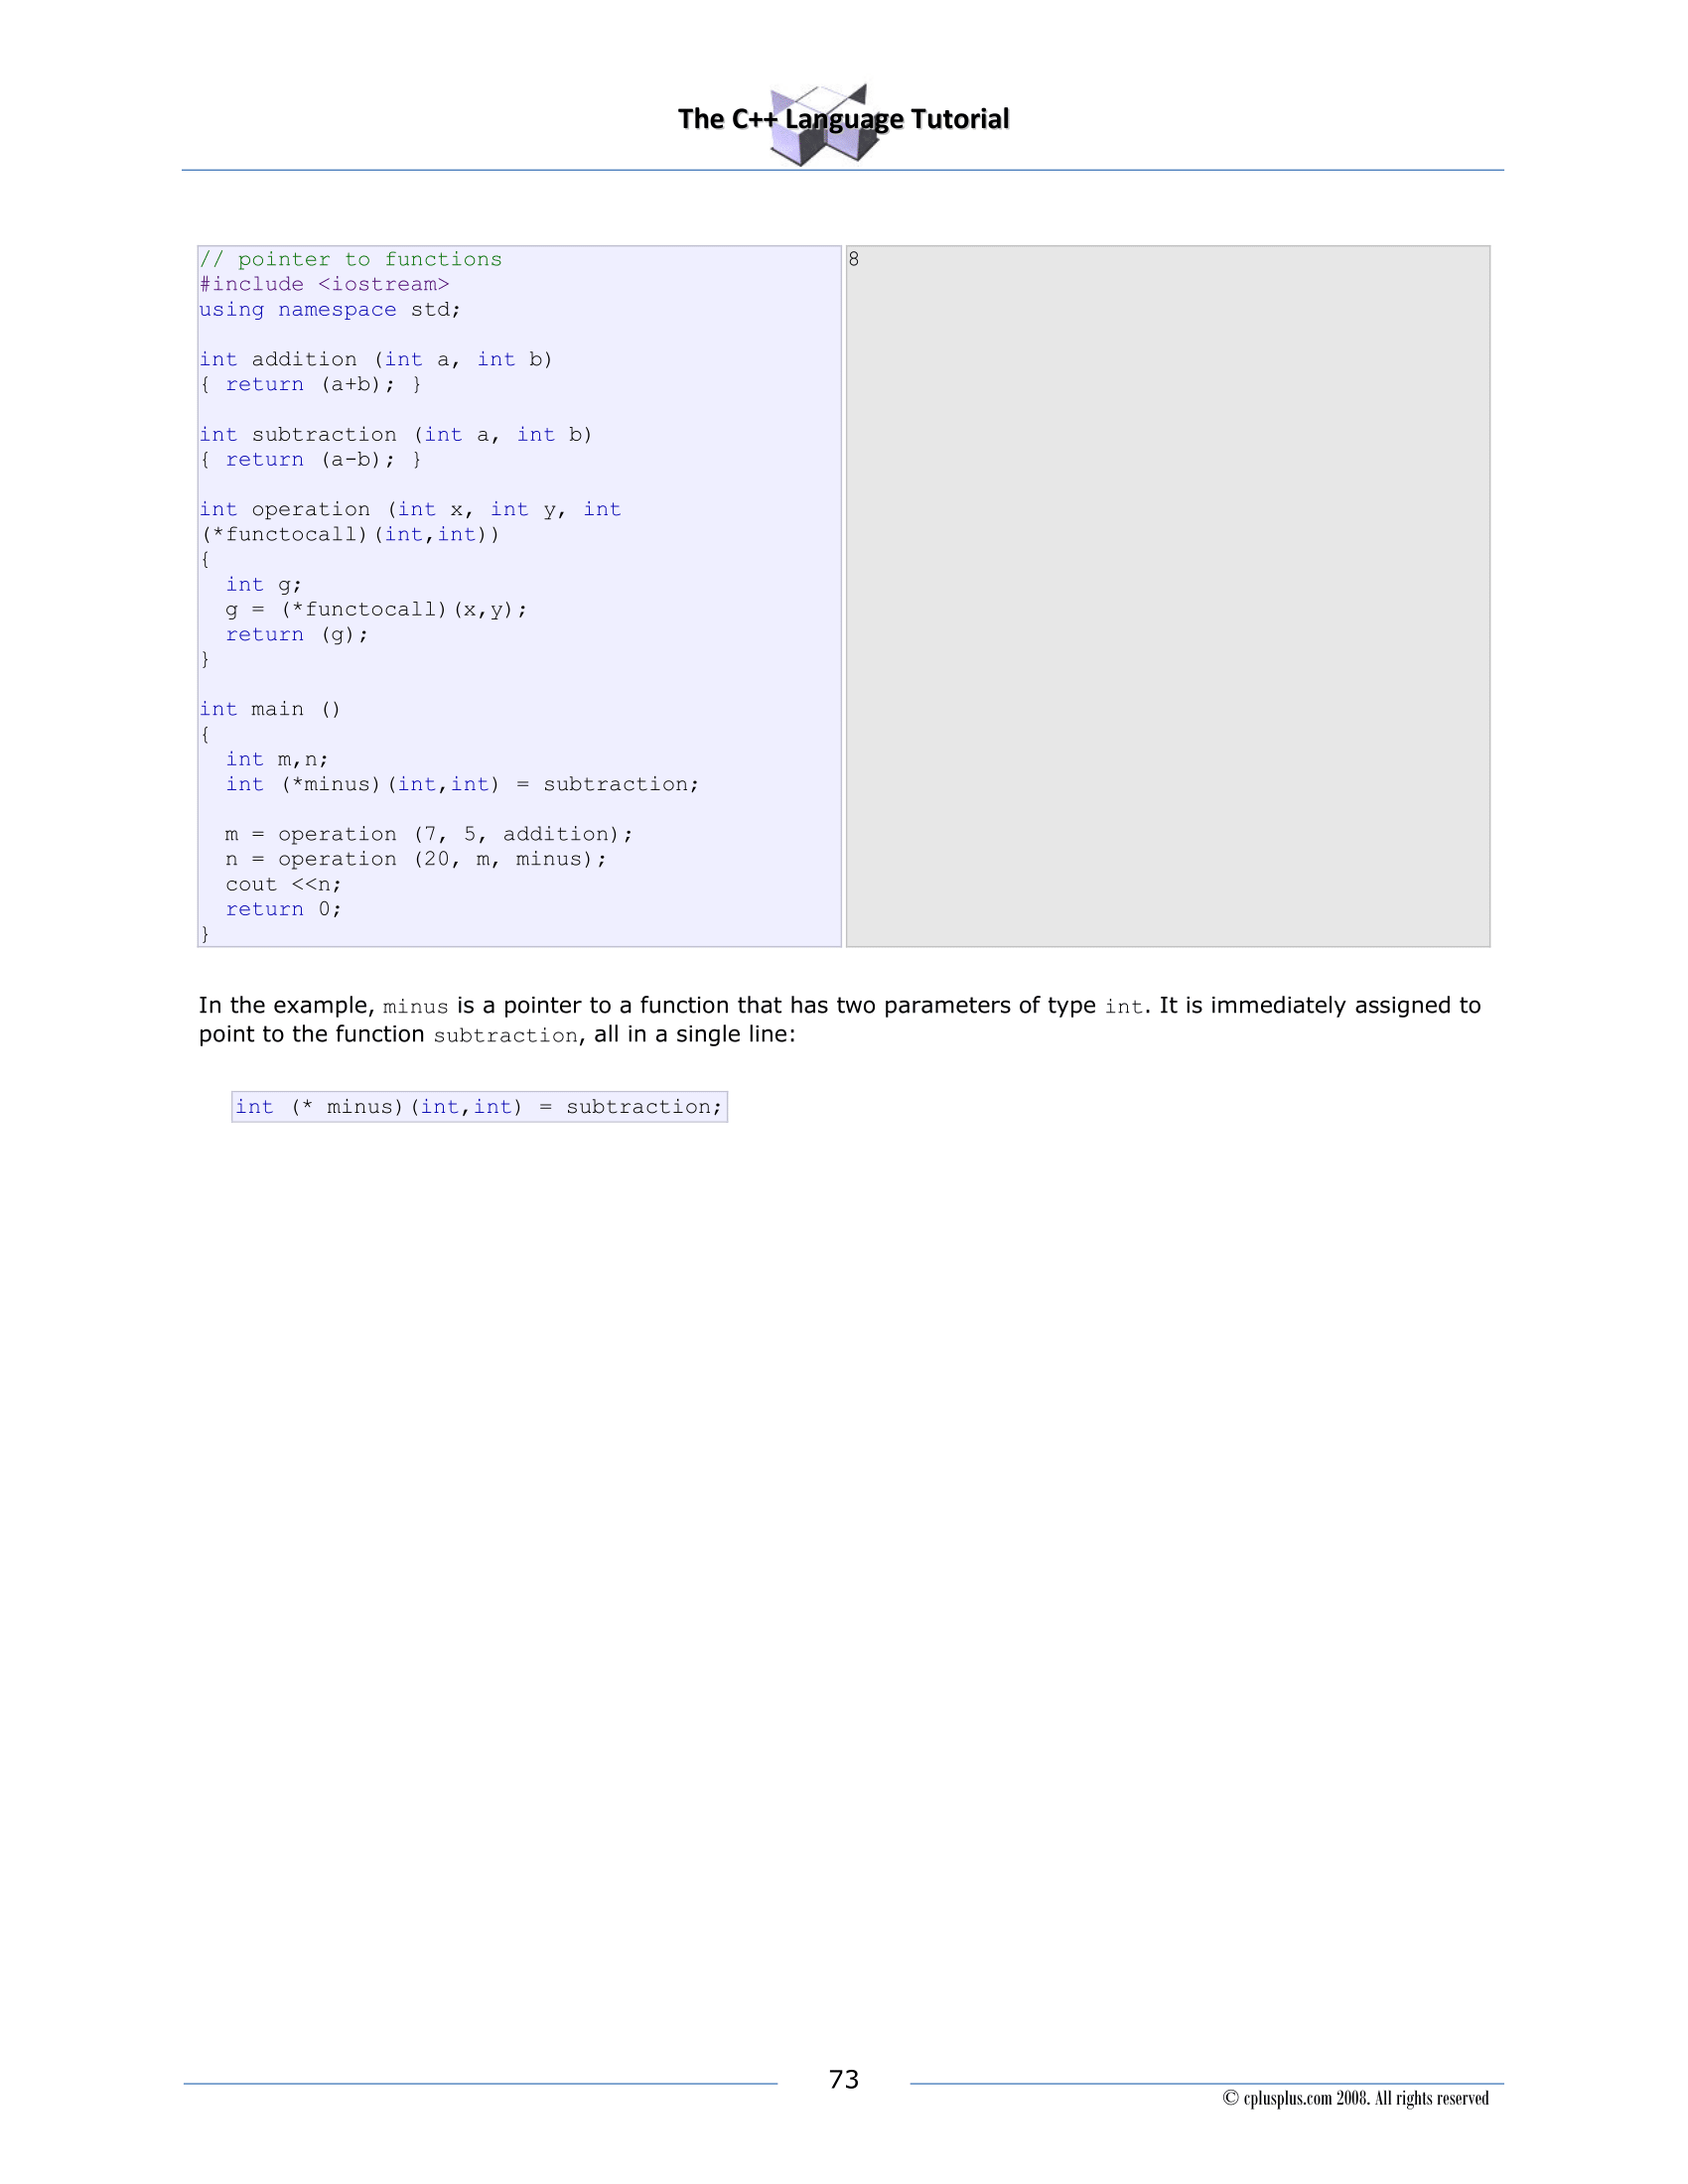 The C++ Language Tutorial
// pointer to functions
#include <iostream>
using namespace std;

int addition (int a, int b)
{ return (a+b); }

int subtraction (int a, int b)
{ return (a-b); }

int operation (int x, int y, int
(*functocall)(int,int))
{
  int g;
  g = (*functocall)(x,y);
  return (g);
}

int main ()
{
  int m,n;
  int (*minus)(int,int) = subtraction;

  m = operation (7, 5, addition);
  n = operation (20, m, minus);
  cout <<n;
  return 0;
}
8
In the example, minus is a pointer to a function that has two parameters of type int. It is immediately assigned to
point to the function subtraction, all in a single line:
int (* minus)(int,int) = subtraction;
73
© cplusplus.com 2008. All rights reserved